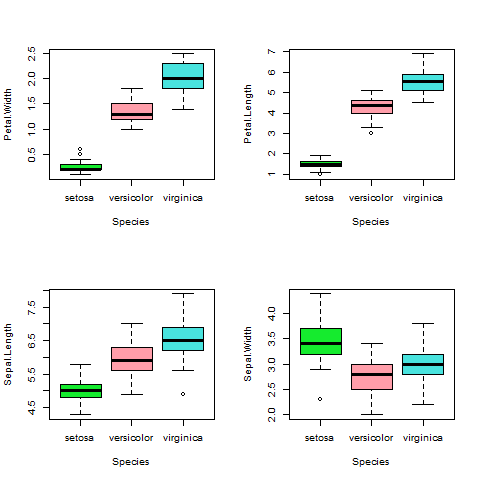 Petal.Width
2.5
2.0
1.5
1.0
0.5
setosa versicolor virginica
Species
Petal.Length
7
6
5
4
3
2
1
setosa versicolor virginica
Species
Sepal.Length
7.5
6.5
5.5
4.5
setosa versicolor virginica
Species
Sepal.Width
4.0
3.5
3.0
2.5
2.0
setosa versicolor virginica
Species